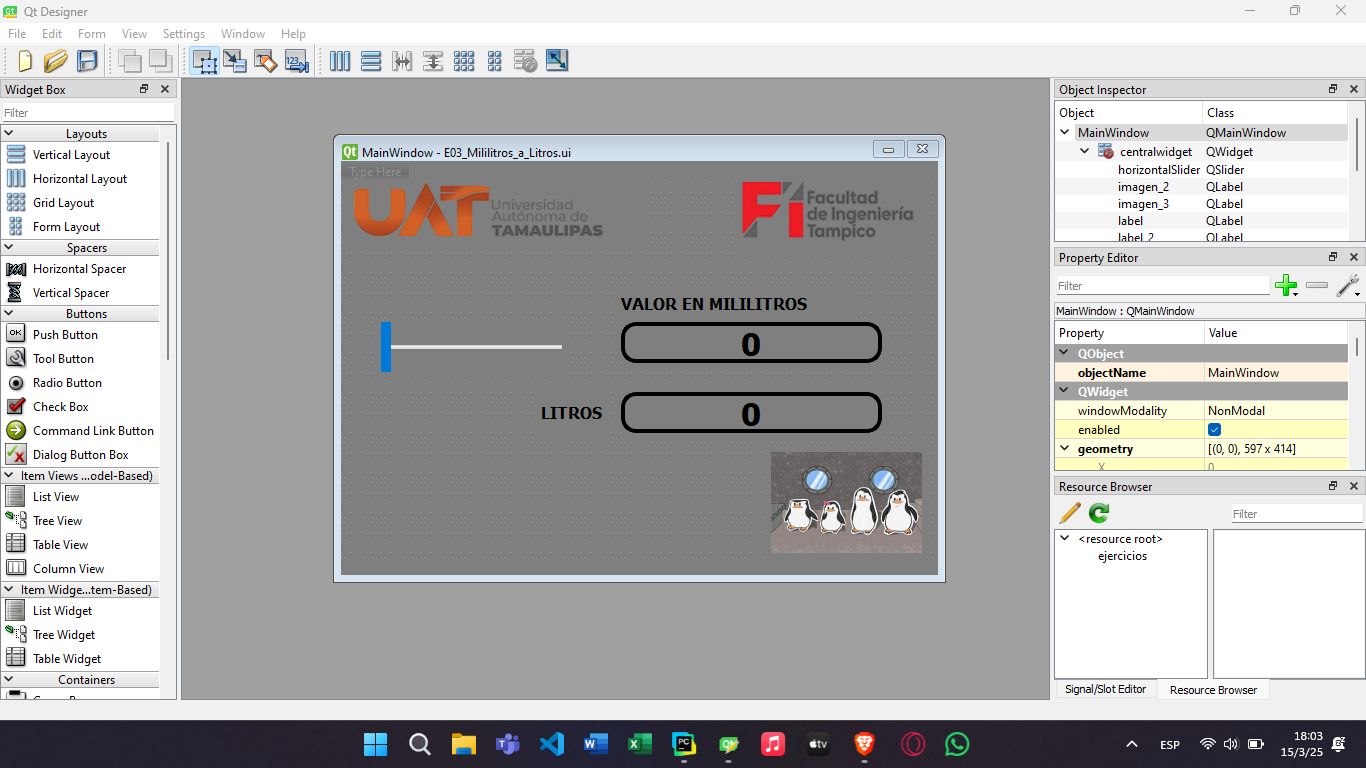 Qt Designer
File Edit Form View Settings Window Help
Widget Box
Filter
Layouts
Vertical Layout
Horizontal Layout
Grid Layout
Form Layout
Spacers
Horizontal Spacer
Vertical Spacer
Buttons
OK Push Button
Tool Button
Radio Button
Check Box
Command Link Button
Dialog Button Box
Item Views ...odel-Based)
List View
Tree View
Table View
Column View
Item Widge...tem-Based)
List Widget
Tree Widget
Table Widget
Containers
Qt MainWindow - E03_Mililitros_a_Litros.ui
Type Here
UAT Universidad
Autónoma de
TAMAULIPAS
FI Facultad
de Ingeniería
Tampico
VALOR EN MILILITROS
0
LITROS 0
Object Inspector
Object Class
MainWindow QMainWindow
centralwidget QWidget
horizontalSlider QSlider
imagen_2 QLabel
imagen_3 QLabel
label QLabel
label_2 QLabel
Property Editor
Filter
MainWindow : QMainWindow
Property Value
QObject
objectName MainWindow
QWidget
windowModality NonModal
enabled
geometry [(0, 0), 597 x 414]
X 0
Resource Browser
Filter
<resource root>
ejercicios
Signal/Slot Editor Resource Browser
ESP
18:03
15/3/25